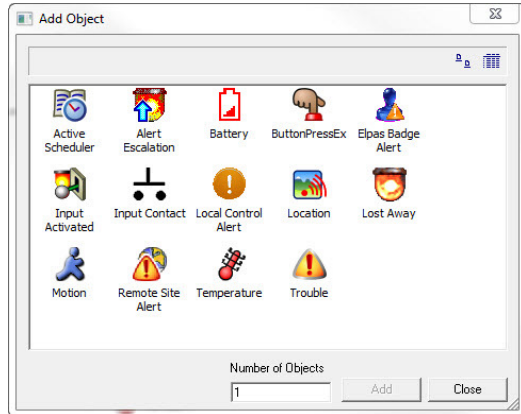 Add Object
Active
Scheduler
Alert
Escalation
Battery
ButtonPressEx
Elpas Badge
Alert
Input
Activated
Input Contact
Local Control
Alert
Location
Lost Away
Motion
Remote Site
Alert
Temperature
Trouble
Number of Objects
1
Add
Close